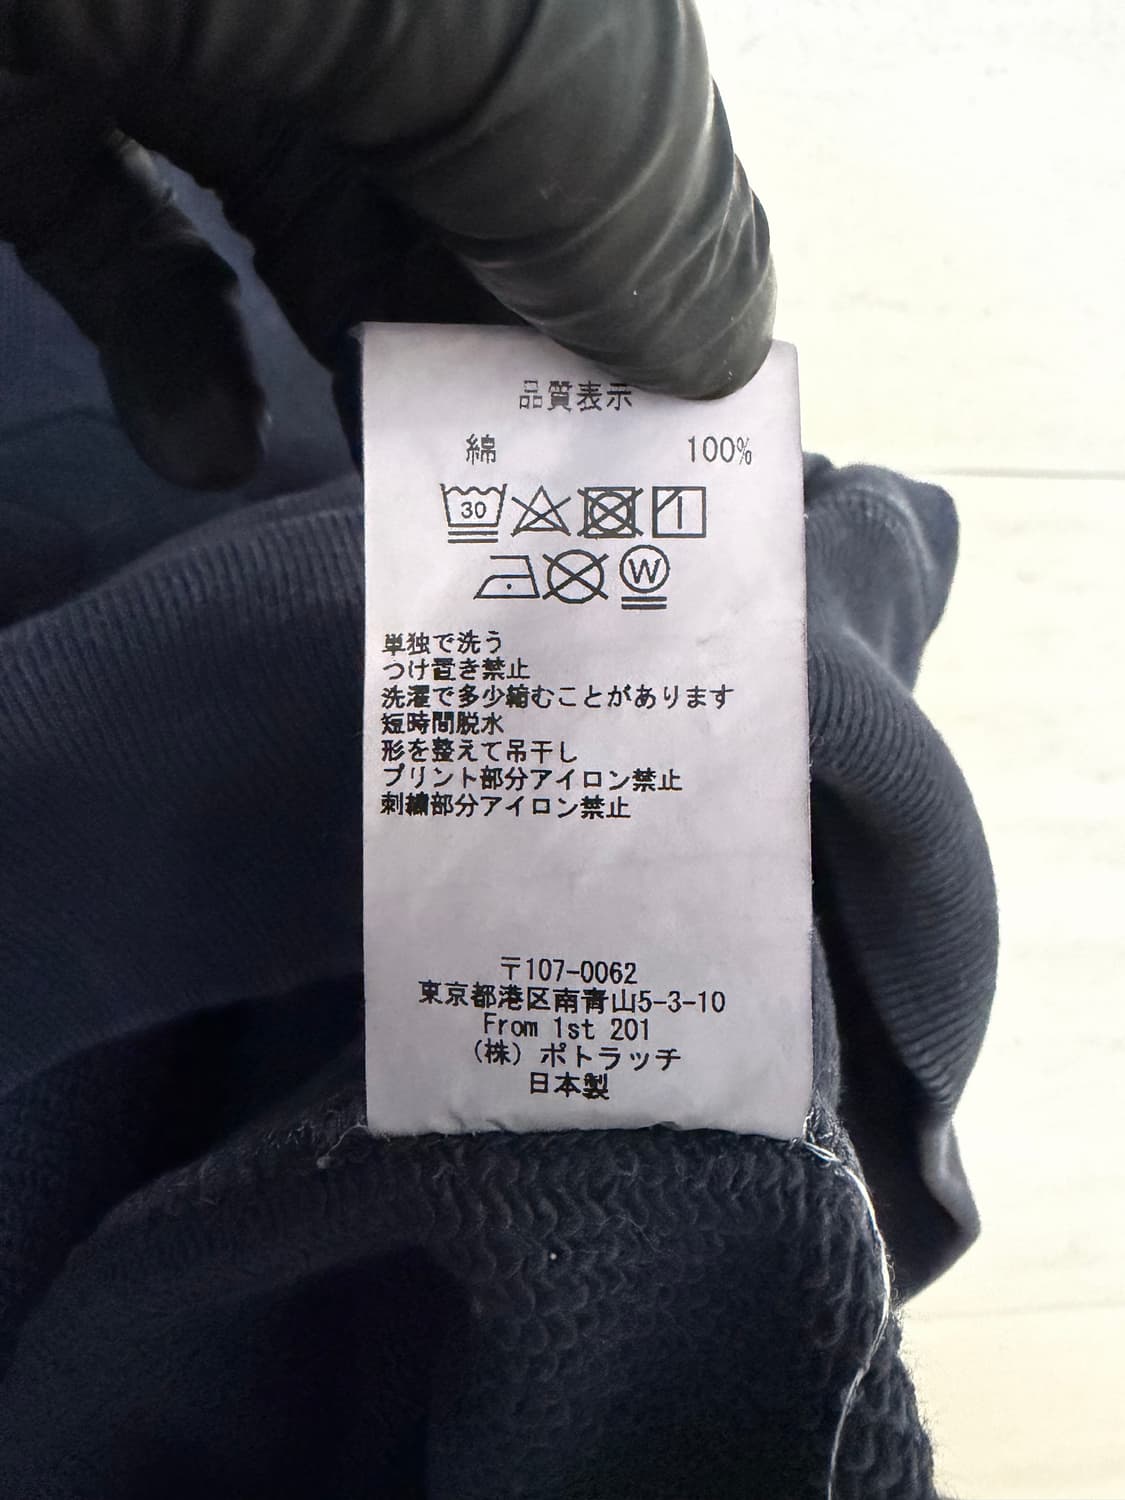 品質表示
綿 100%
30
W
単独で洗う
つけ置き禁止
洗濯で多少縮むことがあります
短時間脱水
形を整えて吊干し
プリント部分アイロン禁止
刺繍部分アイロン禁止
〒107-0062
東京都港区南青山5-3-10
From 1st 201
(株) ポトラッチ
日本製